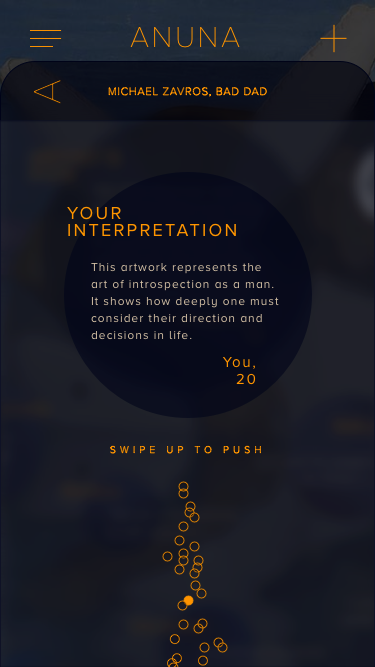 ANUNA
MICHAEL ZAVROS, BAD DAD
YOUR
INTERPRETATION
This artwork represents the
art of introspection as a man.
It shows how deeply one must
consider their direction and
decisions in life.
You,
20
SWIPE UP TO PUSH